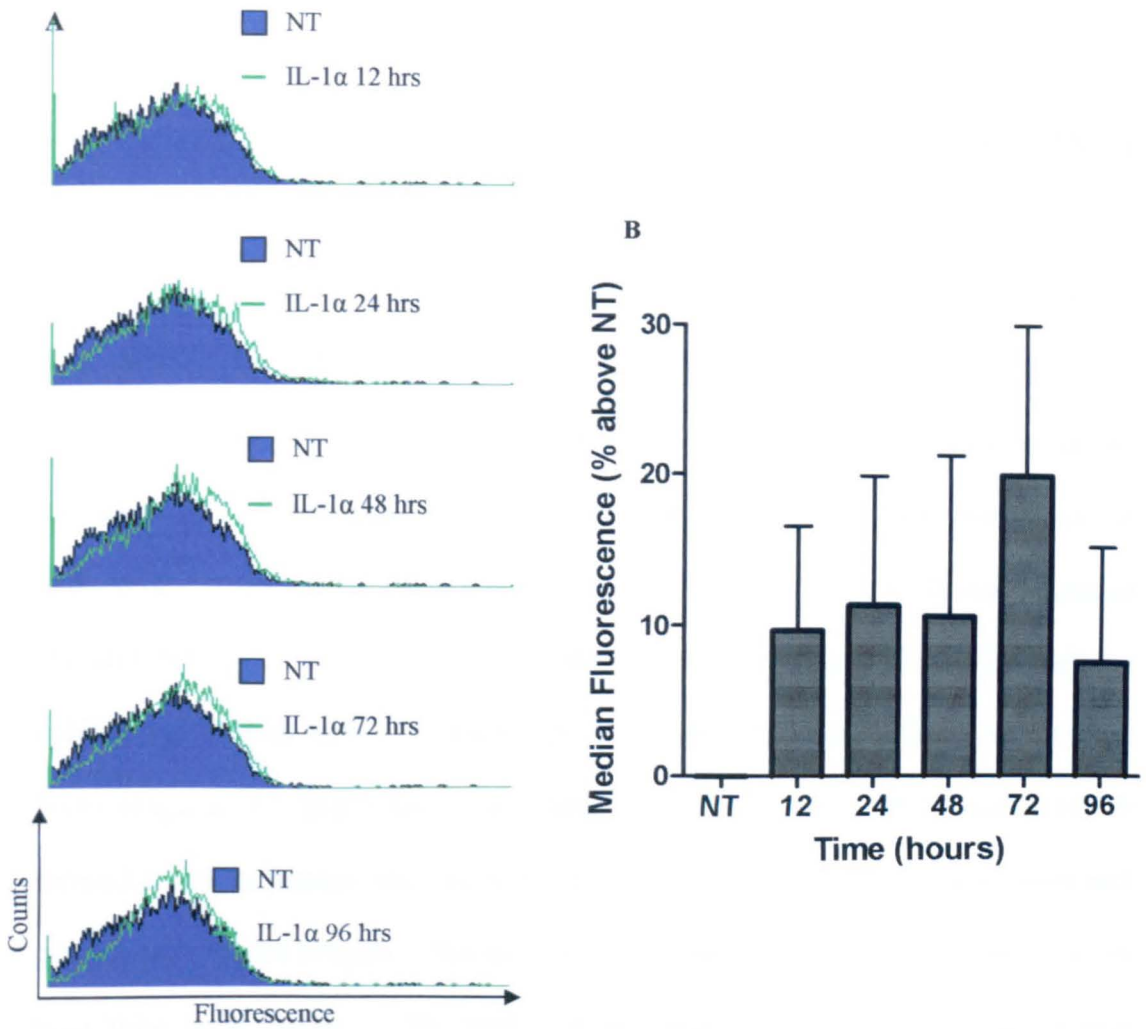 A
NT
IL-1α 12 hrs
NT
IL-1α 24 hrs
NT
IL-1α 48 hrs
NT
IL-1α 72 hrs
NT
IL-1α 96 hrs
Counts
Fluorescence
B
Median Fluorescence (% above NT)
30
20
10
0
NT 12 24 48 72 96
Time (hours)